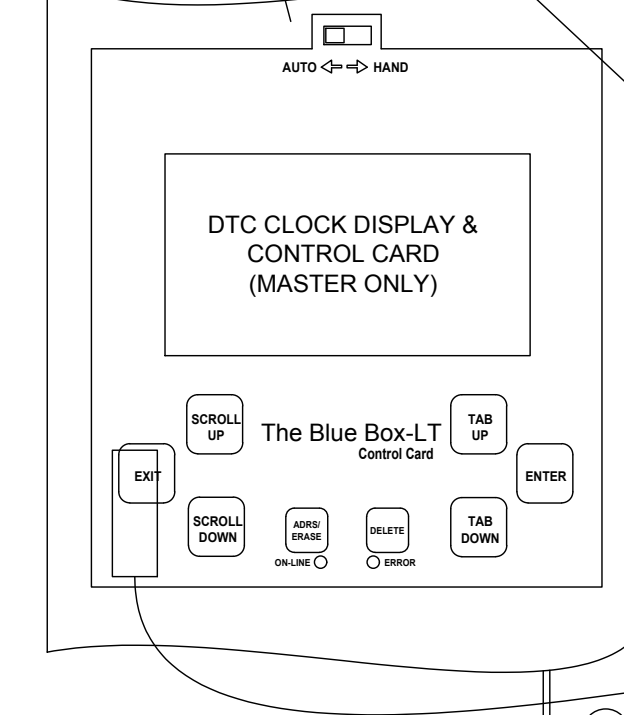 AUTO HAND
DTC CLOCK DISPLAY &
CONTROL CARD
(MASTER ONLY)
SCROLL
UP
The Blue Box-LT
Control Card
TAB
UP
EXIT
ENTER
SCROLL
DOWN
ADRS/
ERASE
DELETE
TAB
DOWN
ON-LINE
ERROR